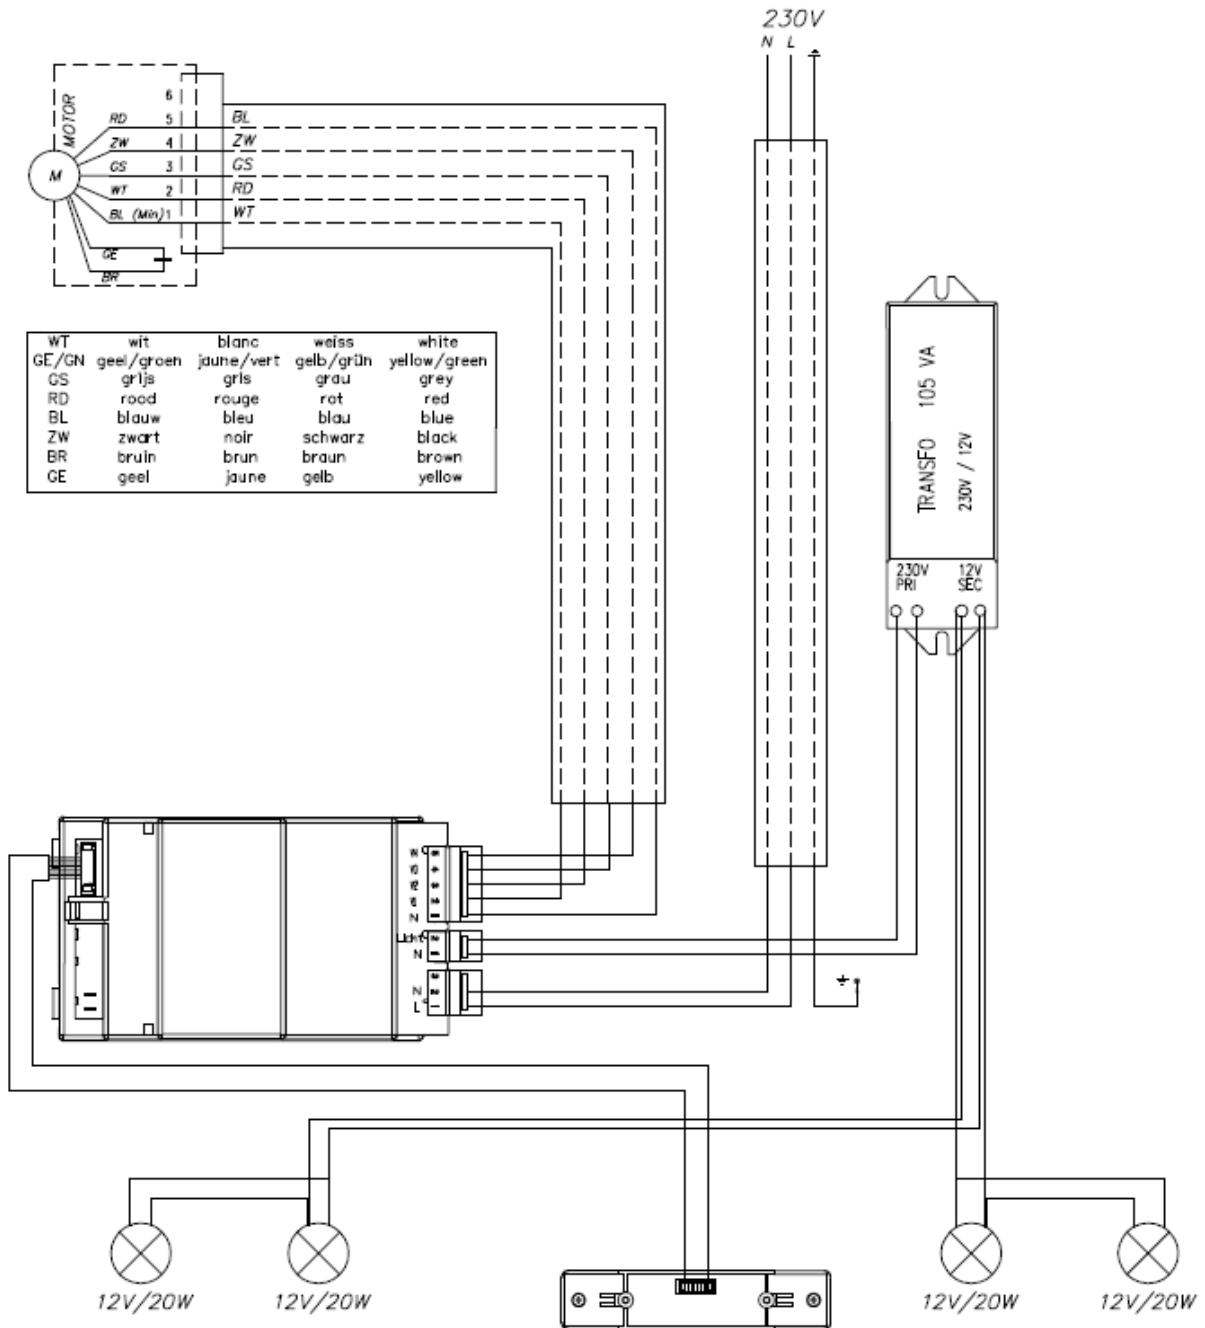 230V
N L
MOTOR
M
6
RD 5 BL
ZW 4 ZW
GS 3 GS
WT 2 RD
BL (Min) 1 WT
GE
BR
WT wit blanc weiss white
GE/GN geel/groen jaune/vert gelb/grün yellow/green
GS grijs gris grau grey
RD rood rouge rot red
BL blauw bleu blau blue
ZW zwart noir schwarz black
BR bruin brun braun brown
GE geel jaune gelb yellow
TRANSFO 105 VA
230V / 12V
230V 12V
PRI SEC
N
N
N
L
12V/20W
12V/20W
12V/20W
12V/20W